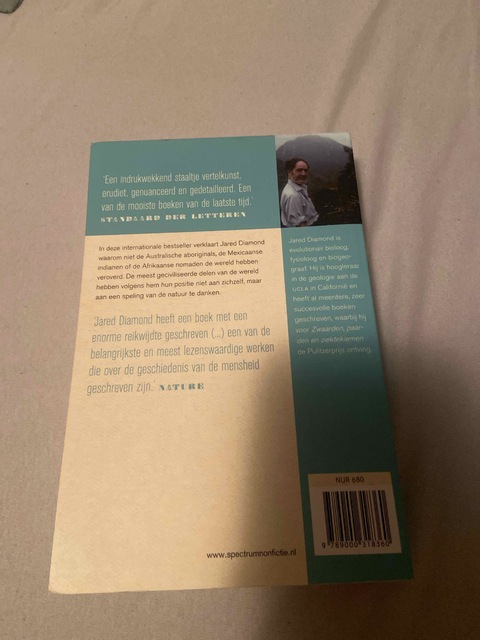 'Een indrukwekkend staaltje vertelkunst,
erudiet, genuanceerd en gedetailleerd. Een
van de mooiste boeken van de laatste tijd.'
STANDAARD DER LETTEREN
In deze internationale bestseller verklaart Jared Diamond
waarom niet de Australische aboriginals, de Mexicaanse
indianen of de Afrikaanse nomaden de wereld hebben
veroverd. De meest geciviliseerde delen van de wereld
hebben volgens hem hun positie niet aan zichzelf, maar
aan een speling van de natuur te danken.
'Jared Diamond heeft een boek met een
enorme reikwijdte geschreven (...) een van de
belangrijkste en meest lezenswaardige werken
die over de geschiedenis van de mensheid
geschreven zijn.' NATURE
Jared Diamond is
evolutionair bioloog,
fysioloog en biogeo-
graaf. Hij is hoogleraar
in de geologie aan de
UCLA in Californië en
heeft al meerdere, zeer
succesvolle boeken
geschreven, waarbij hij
voor Zwaarden, paar-
den en ziektekiemen
de Pulitzerprijs ontving.
NUR 680
9 789000 318360
www.spectrumnonfictie.nl